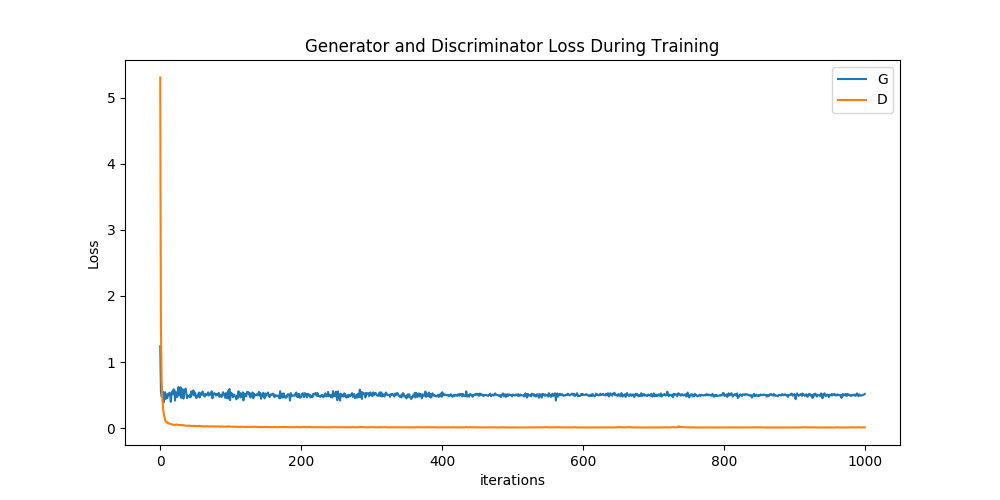 Generator and Discriminator Loss During Training
G
D
5
4
3
2
1
0
Loss
0 200 400 600 800 1000
iterations